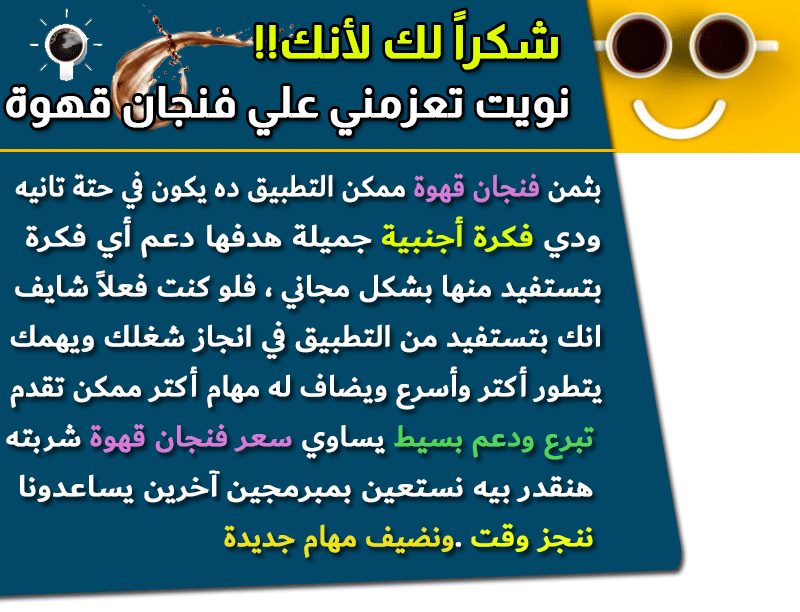 شكراً لك لأنك!!
نويت تعزمني علي فنجان قهوة
بثمن فنجان قهوة ممكن التطبيق ده يكون في حتة تانيه
ودي فكرة أجنبية جميلة هدفها دعم أي فكرة
بتستفيد منها بشكل مجاني ، فلو كنت فعلاً شايف
انك بتستفيد من التطبيق في انجاز شغلك ويهمك
يتطور أكتر وأسرع ويضاف له مهام أكتر ممكن تقدم
تبرع ودعم بسيط يساوي سعر فنجان قهوة شربته
هنقدر بيه نستعين بمبرمجين آخرين يساعدونا
ننجز وقت .ونضيف مهام جديدة